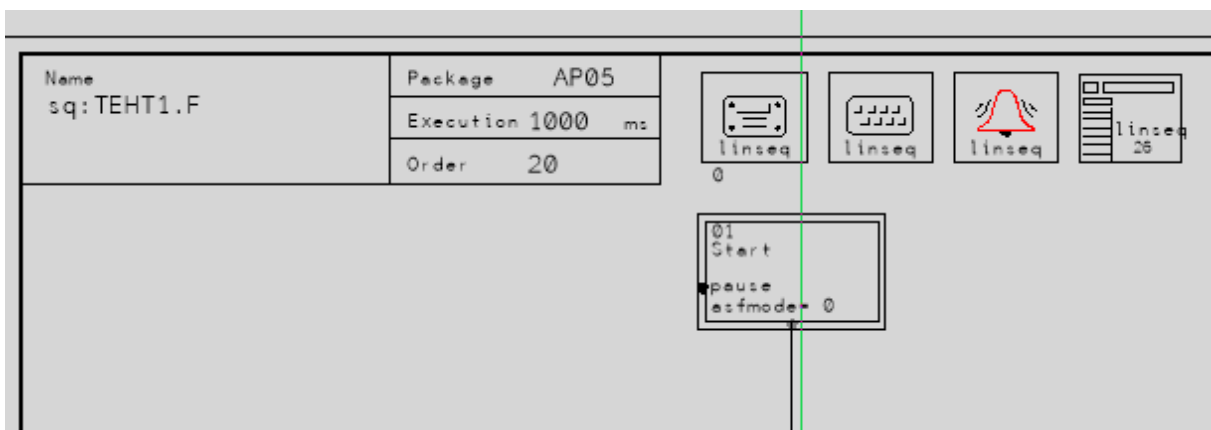 Name
sq:TEHT1.F
Package AP05
Execution 1000 ms
Order 20
linseq
0
linseq
linseq
linseq
26
01
Start
pause
asfmode= 0